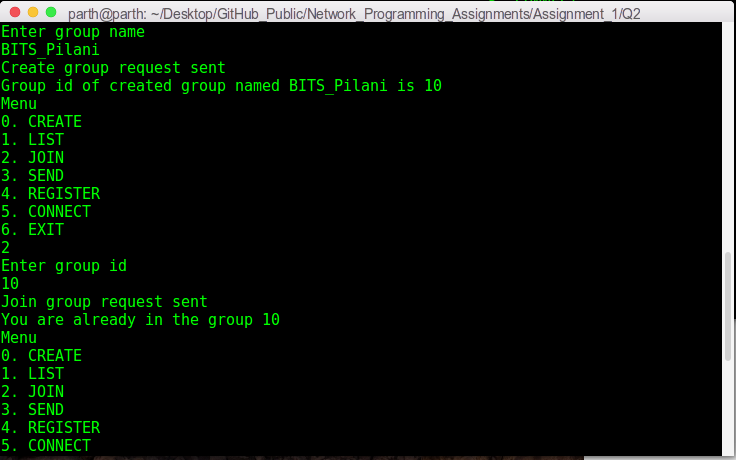 parth@parth: ~/Desktop/GitHub_Public/Network_Programming_Assignments/Assignment_1/Q2
Enter group name
BITS_Pilani
Create group request sent
Group id of created group named BITS_Pilani is 10
Menu
0. CREATE
1. LIST
2. JOIN
3. SEND
4. REGISTER
5. CONNECT
6. EXIT
2
Enter group id
10
Join group request sent
You are already in the group 10
Menu
0. CREATE
1. LIST
2. JOIN
3. SEND
4. REGISTER
5. CONNECT